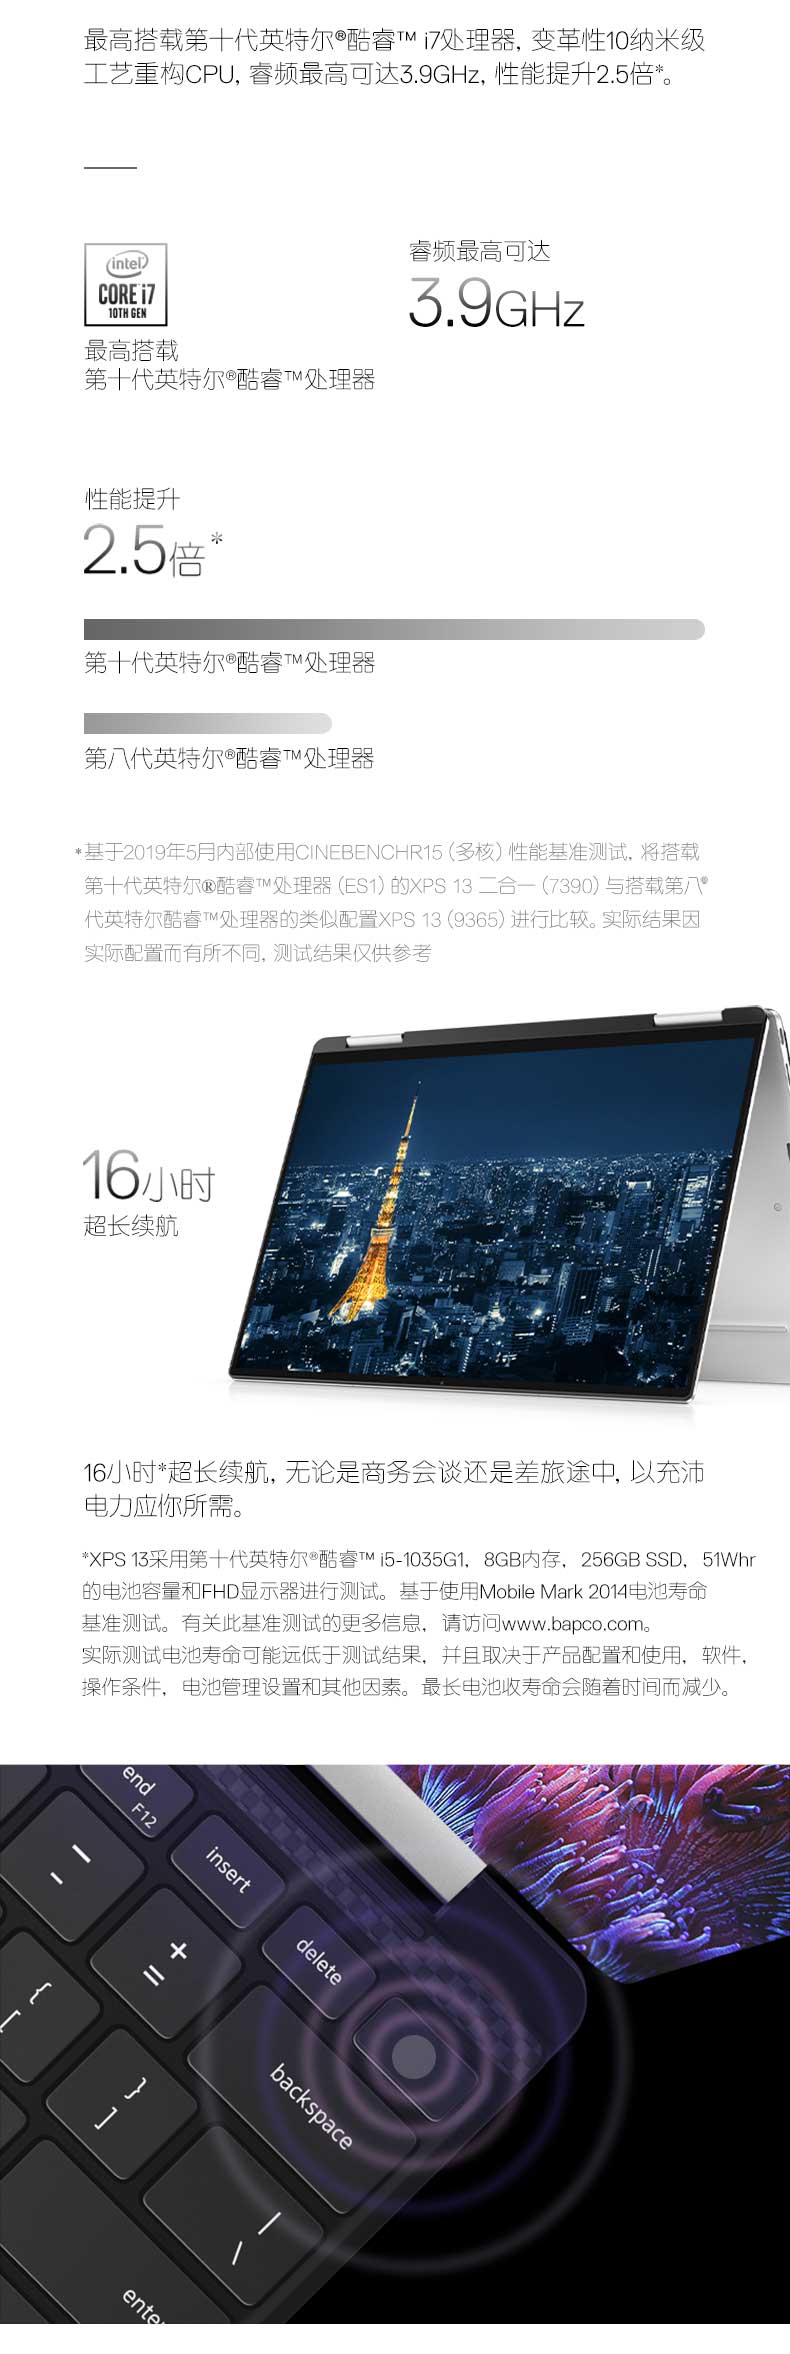 最高搭载第十代英特尔®酷睿™ i7处理器, 变革性10纳米级
工艺重构CPU, 睿频最高可达3.9GHz, 性能提升2.5倍*。
intel
CORE i7
10TH GEN
最高搭载
第十代英特尔®酷睿™处理器
睿频最高可达
3.9GHz
性能提升
2.5倍*
第十代英特尔®酷睿™处理器
第八代英特尔®酷睿™处理器
*基于2019年5月内部使用CINEBENCHR15（多核）性能基准测试, 将搭载
第十代英特尔®酷睿™处理器（ES1）的XPS 13 二合一（7390）与搭载第八®
代英特尔酷睿™处理器的类似配置XPS 13（9365）进行比较。实际结果因
实际配置而有所不同, 测试结果仅供参考
16小时
超长续航
16小时*超长续航, 无论是商务会谈还是差旅途中, 以充沛
电力应你所需。
*XPS 13采用第十代英特尔®酷睿™ i5-1035G1，8GB内存，256GB SSD，51Whr
的电池容量和FHD显示器进行测试。基于使用Mobile Mark 2014电池寿命
基准测试。有关此基准测试的更多信息，请访问www.bapco.com。
实际测试电池寿命可能远低于测试结果，并且取决于产品配置和使用，软件，
操作条件，电池管理设置和其他因素。最长电池收寿命会随着时间而减少。
end
F12
insert
delete
backspace
_ -
+ =
{ [
} ]
| \
enter